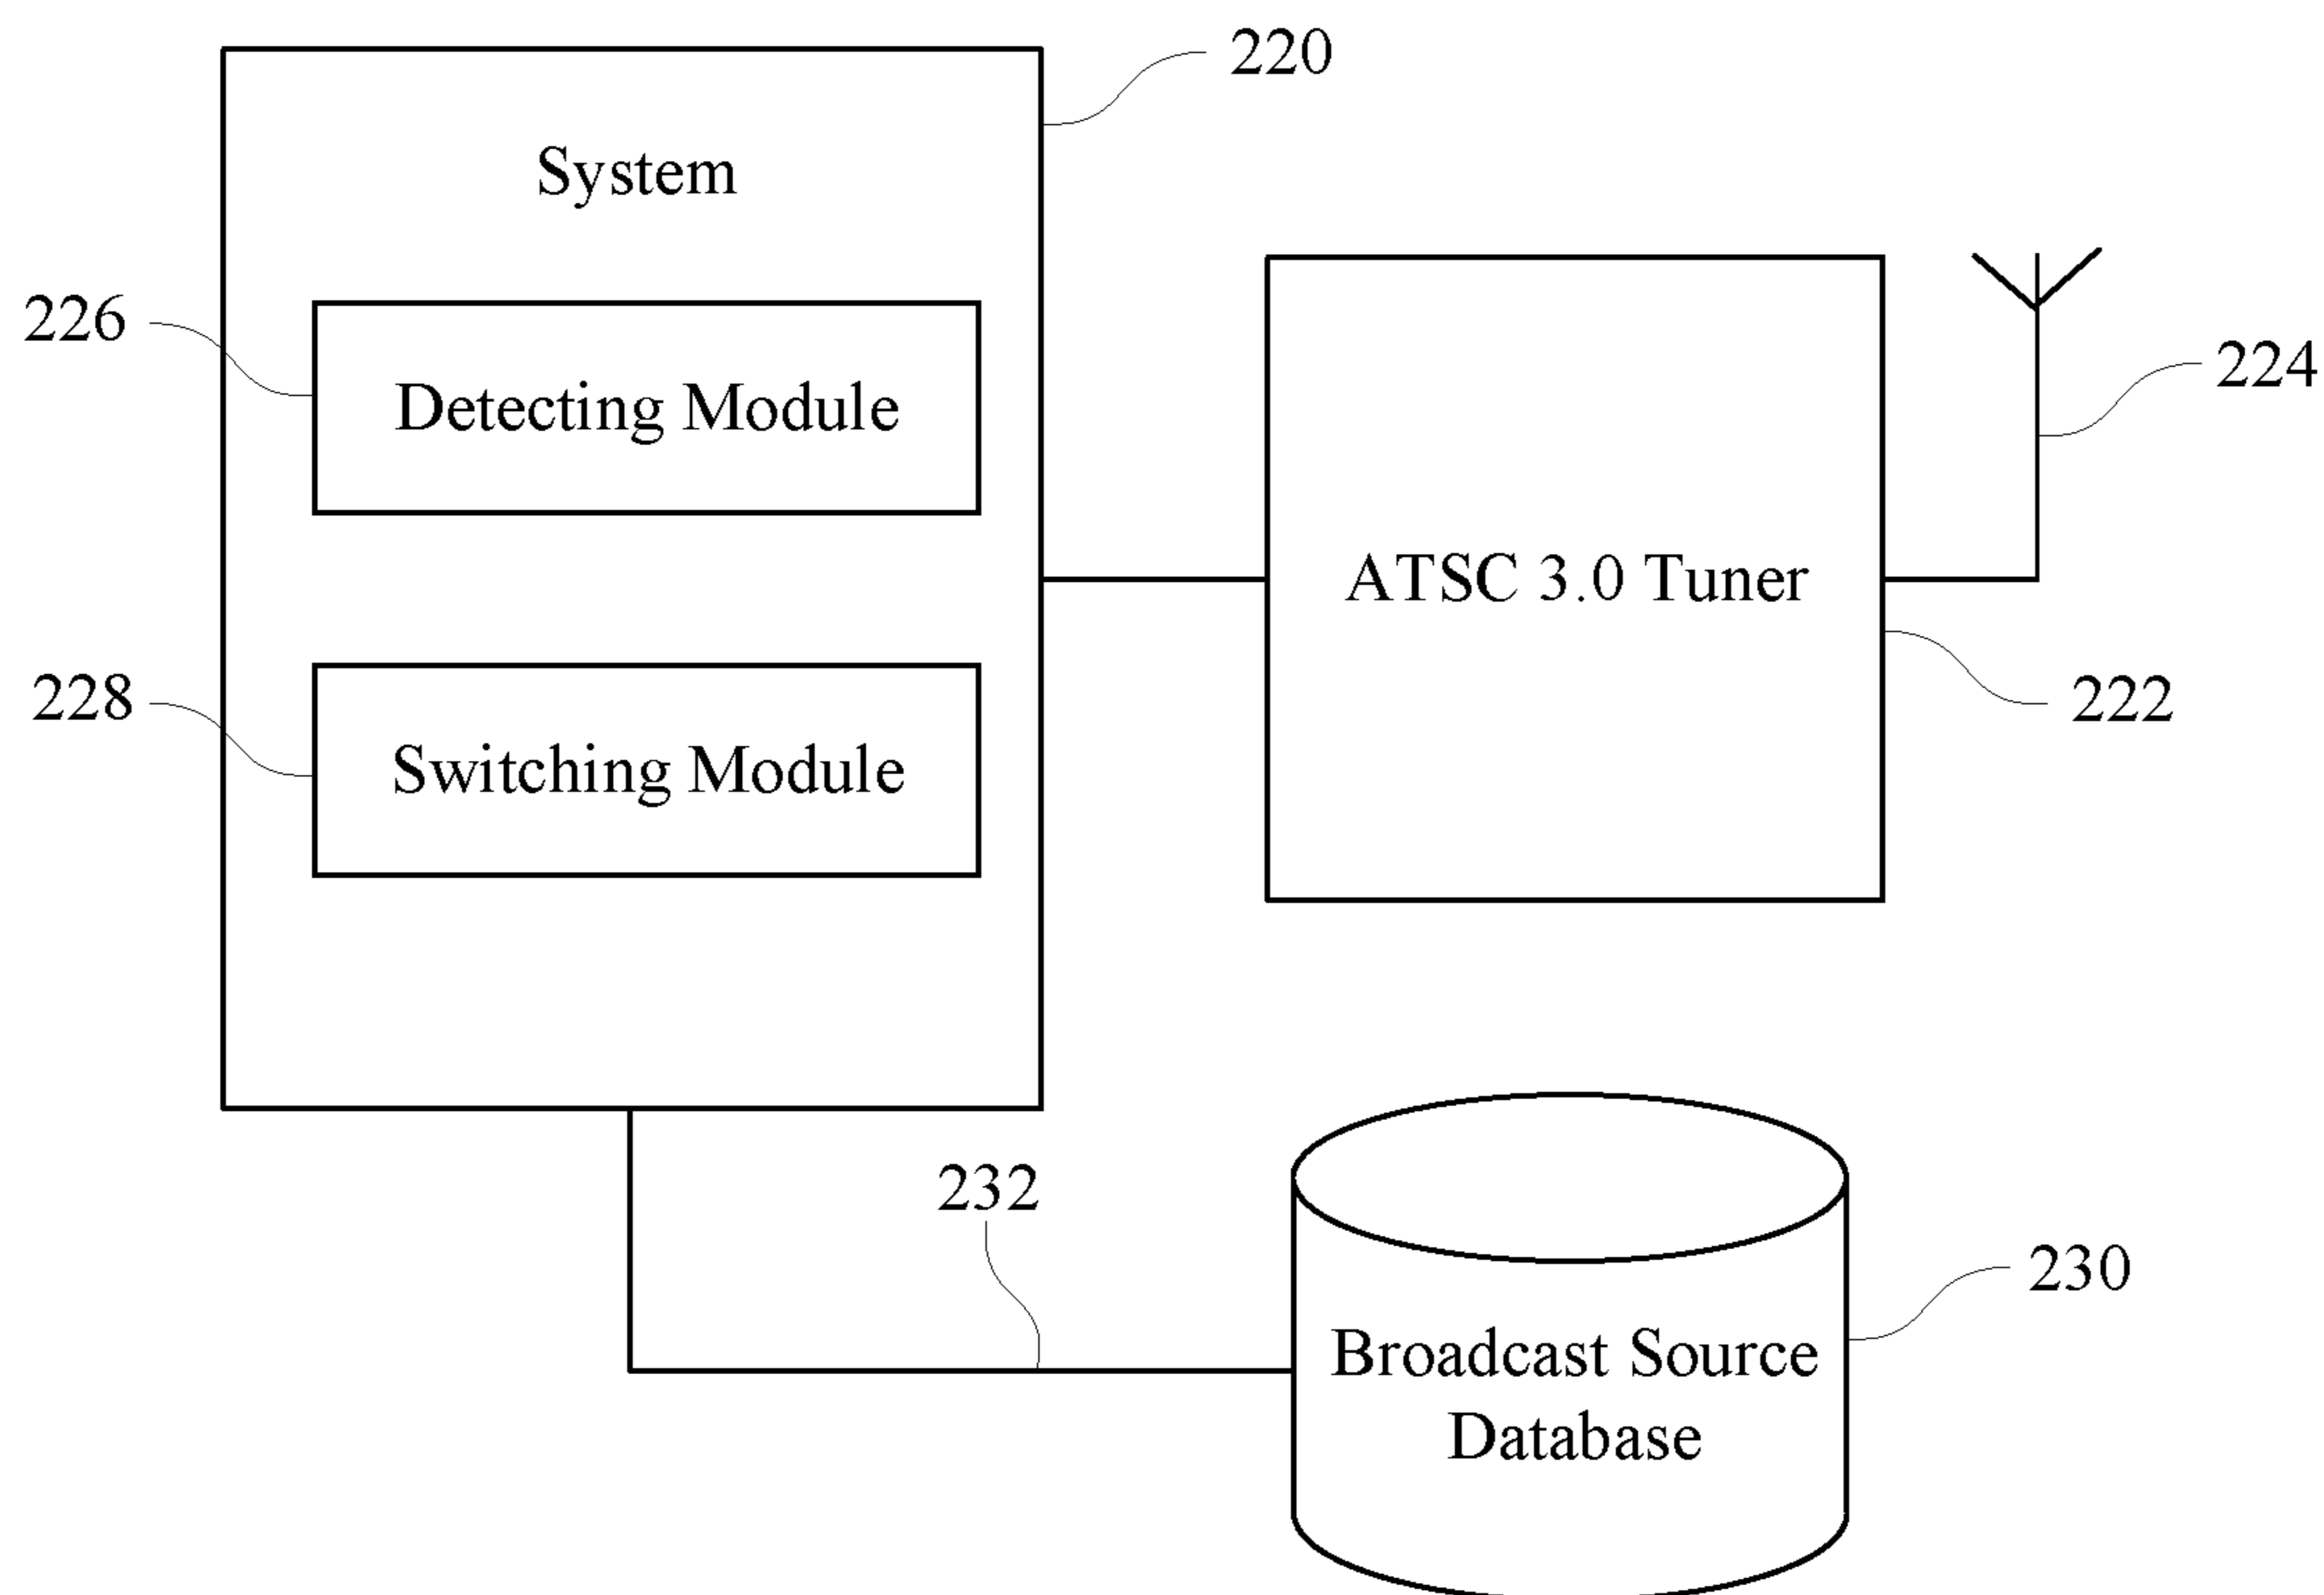 220
System
226
Detecting Module
224
ATSC 3.0 Tuner
228
Switching Module
222
232
230
Broadcast Source
Database